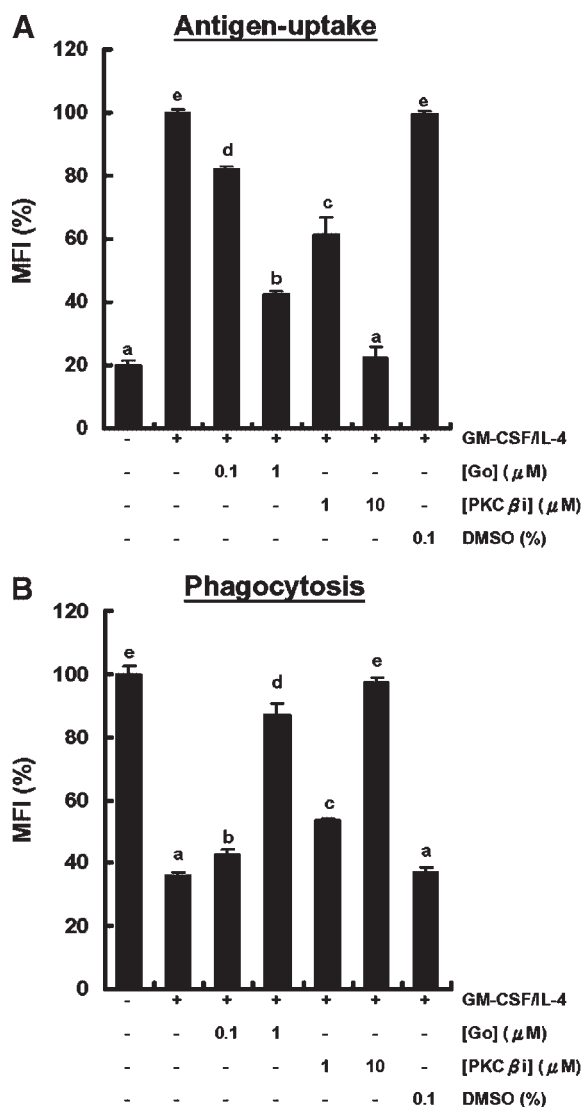 A
Antigen-uptake
120
100
80
60
40
20
0
MFI (%)
a
e
d
b
c
a
e
- + + + + + + GM-CSF/IL-4
- - 0.1 1 - - - [Go] (μM)
- - - - 1 10 - [PKCβi] (μM)
- - - - - - 0.1 DMSO (%)
B
Phagocytosis
120
100
80
60
40
20
0
MFI (%)
e
a
b
d
c
e
a
- + + + + + + GM-CSF/IL-4
- - 0.1 1 - - - [Go] (μM)
- - - - 1 10 - [PKCβi] (μM)
- - - - - - 0.1 DMSO (%)